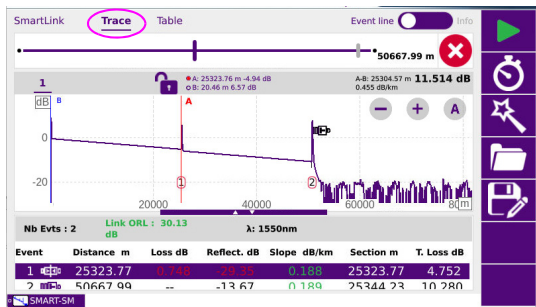 SmartLink Trace Table Event line Info
50667.99 m
1 A: 25323.76 m -4.94 dB A-B: 25304.57 m 11.514 dB
B: 20.46 m 6.57 dB 0.455 dB/km
dB B A − + A
0
-20
1 2
20000 40000 60000 80 m
Nb Evts : 2 Link ORL : 30.13 dB λ: 1550nm
Event Distance m Loss dB Reflect. dB Slope dB/km Section m T. Loss dB
1 25323.77 0.748 -29.35 0.188 25323.77 4.752
2 50667.99 -- -13.67 0.189 25344.23 10.280
SMART-SM